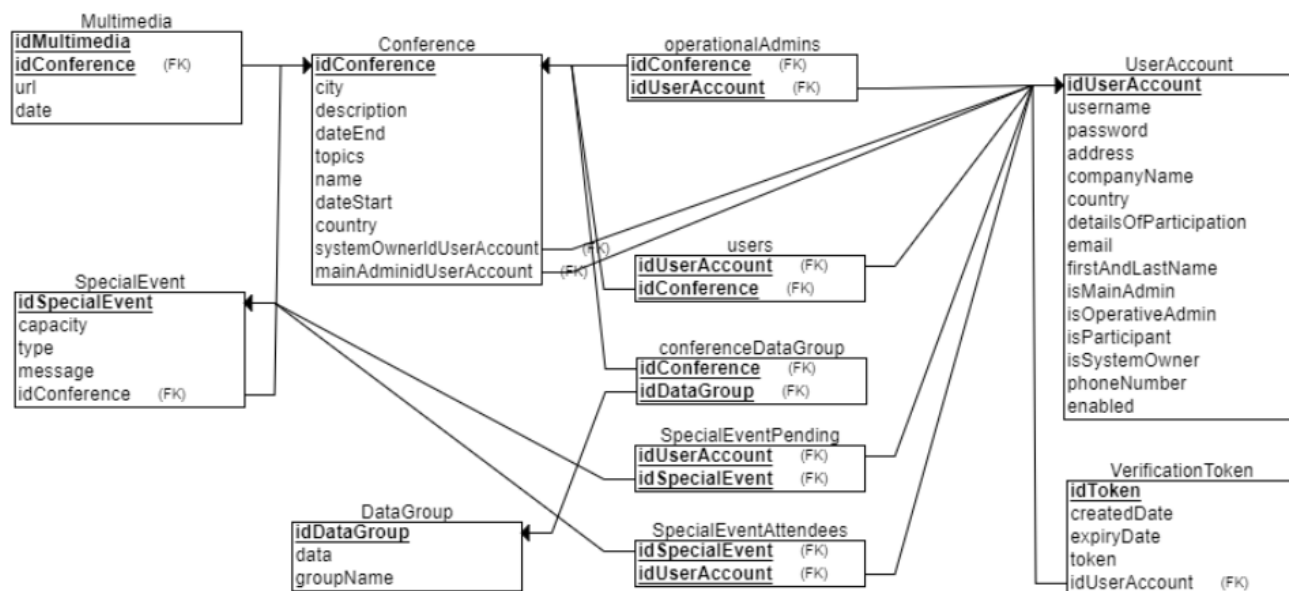 Multimedia
idMultimedia
idConference (FK)
url
date
Conference
idConference
city
description
dateEnd
topics
name
dateStart
country
systemOwnerIdUserAccount (FK)
mainAdminidUserAccount (FK)
operationalAdmins
idConference (FK)
idUserAccount (FK)
UserAccount
idUserAccount
username
password
address
companyName
country
detailsOfParticipation
email
firstAndLastName
isMainAdmin
isOperativeAdmin
isParticipant
isSystemOwner
phoneNumber
enabled
users
idUserAccount (FK)
idConference (FK)
SpecialEvent
idSpecialEvent
capacity
type
message
idConference (FK)
conferenceDataGroup
idConference (FK)
idDataGroup (FK)
SpecialEventPending
idUserAccount (FK)
idSpecialEvent (FK)
VerificationToken
idToken
createdDate
expiryDate
token
idUserAccount (FK)
DataGroup
idDataGroup
data
groupName
SpecialEventAttendees
idSpecialEvent (FK)
idUserAccount (FK)